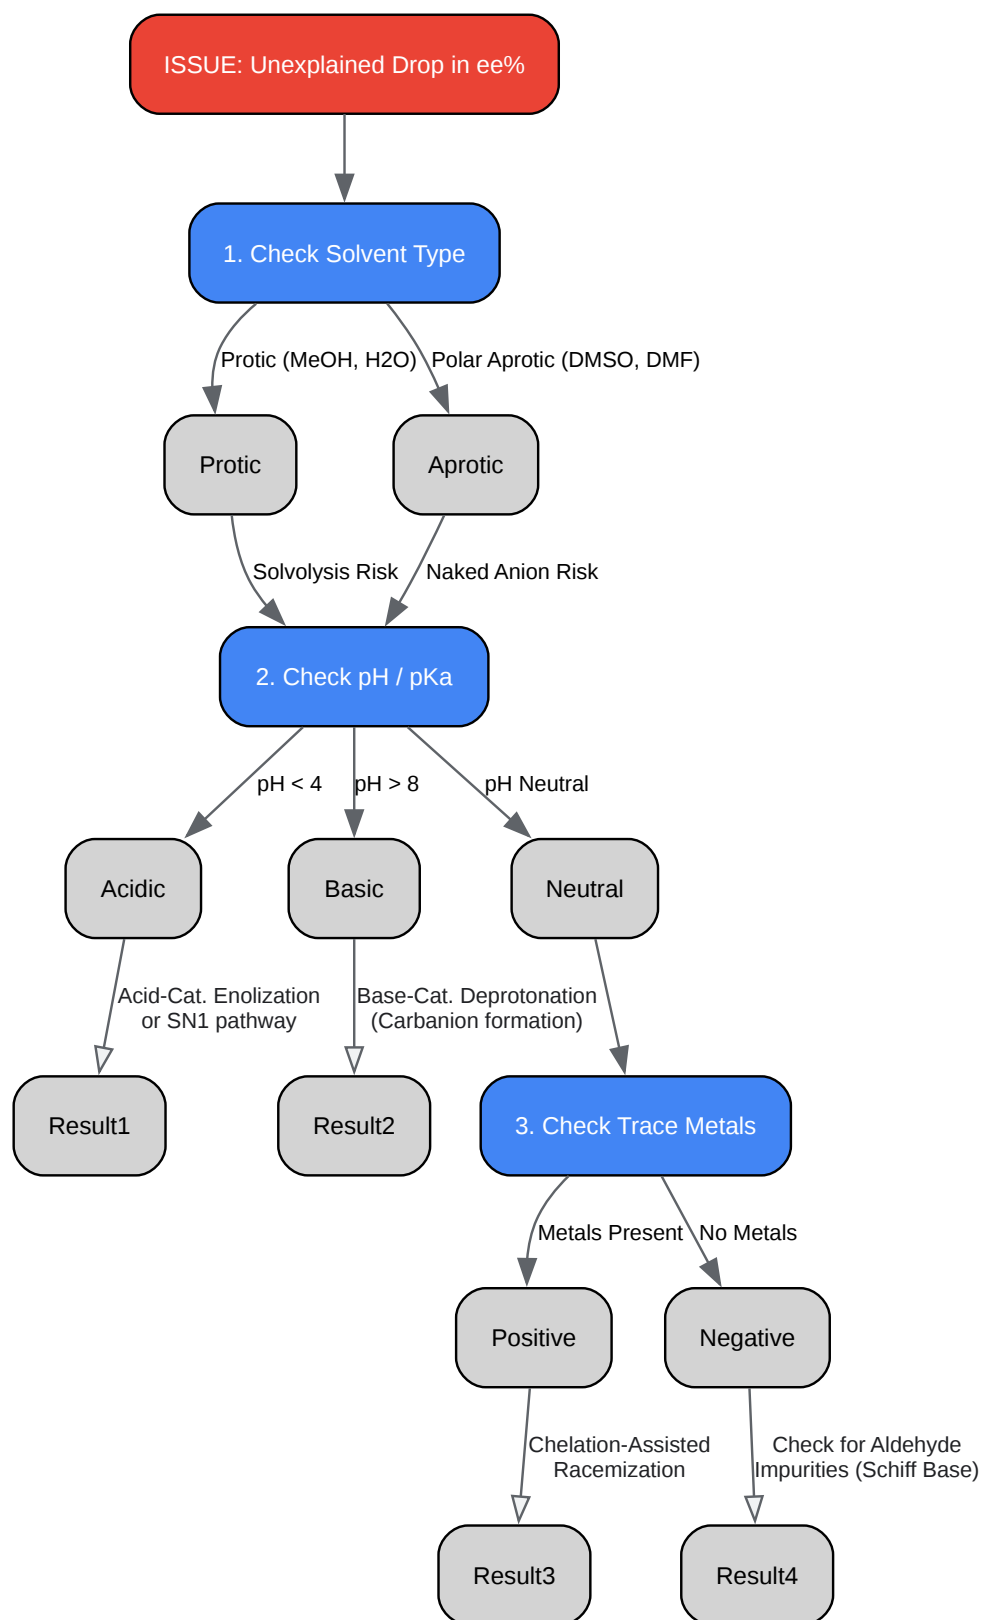 ISSUE: Unexplained Drop in ee%
1. Check Solvent Type
Protic (MeOH, H2O)
Polar Aprotic (DMSO, DMF)
Protic
Aprotic
Solvolysis Risk
Naked Anion Risk
2. Check pH / pKa
pH < 4
pH > 8
pH Neutral
Acidic
Basic
Neutral
Acid-Cat. Enolization
or SN1 pathway
Base-Cat. Deprotonation
(Carbanion formation)
Result1
Result2
3. Check Trace Metals
Metals Present
No Metals
Positive
Negative
Chelation-Assisted
Racemization
Check for Aldehyde
Impurities (Schiff Base)
Result3
Result4